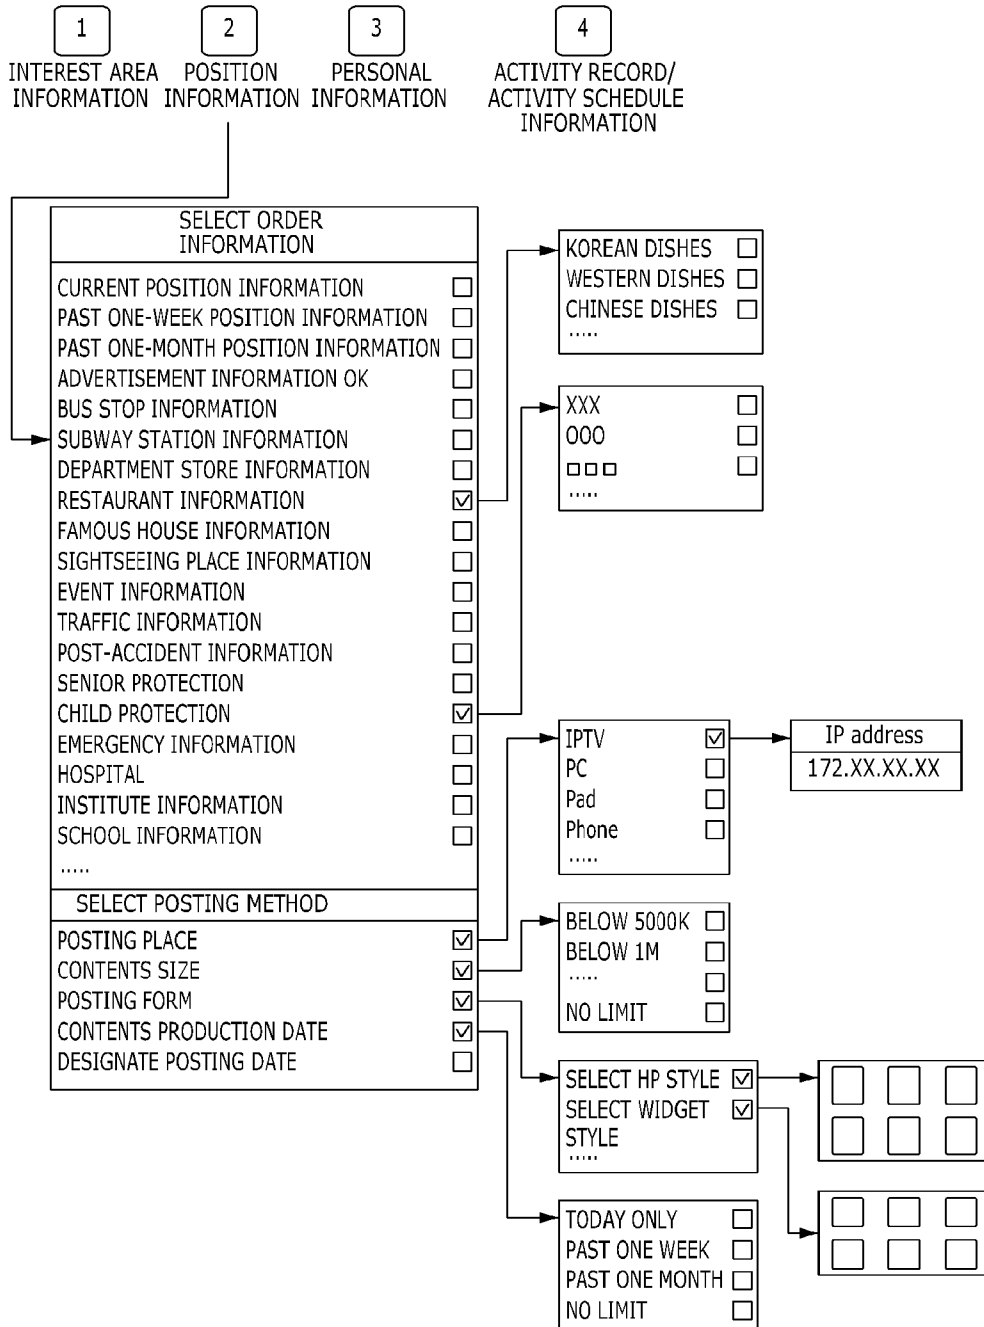 1
2
3
4
INTEREST AREA
INFORMATION
POSITION
INFORMATION
PERSONAL
INFORMATION
ACTIVITY RECORD/
ACTIVITY SCHEDULE
INFORMATION
SELECT ORDER
INFORMATION
CURRENT POSITION INFORMATION
PAST ONE-WEEK POSITION INFORMATION
PAST ONE-MONTH POSITION INFORMATION
ADVERTISEMENT INFORMATION OK
BUS STOP INFORMATION
SUBWAY STATION INFORMATION
DEPARTMENT STORE INFORMATION
RESTAURANT INFORMATION
FAMOUS HOUSE INFORMATION
SIGHTSEEING PLACE INFORMATION
EVENT INFORMATION
TRAFFIC INFORMATION
POST-ACCIDENT INFORMATION
SENIOR PROTECTION
CHILD PROTECTION
EMERGENCY INFORMATION
HOSPITAL
INSTITUTE INFORMATION
SCHOOL INFORMATION
.....
SELECT POSTING METHOD
POSTING PLACE
CONTENTS SIZE
POSTING FORM
CONTENTS PRODUCTION DATE
DESIGNATE POSTING DATE
KOREAN DISHES
WESTERN DISHES
CHINESE DISHES
.....
XXX
OOO
□□□
.....
IPTV
PC
Pad
Phone
.....
IP address
172.XX.XX.XX
BELOW 5000K
BELOW 1M
.....
NO LIMIT
SELECT HP STYLE
SELECT WIDGET
STYLE
.....
TODAY ONLY
PAST ONE WEEK
PAST ONE MONTH
NO LIMIT